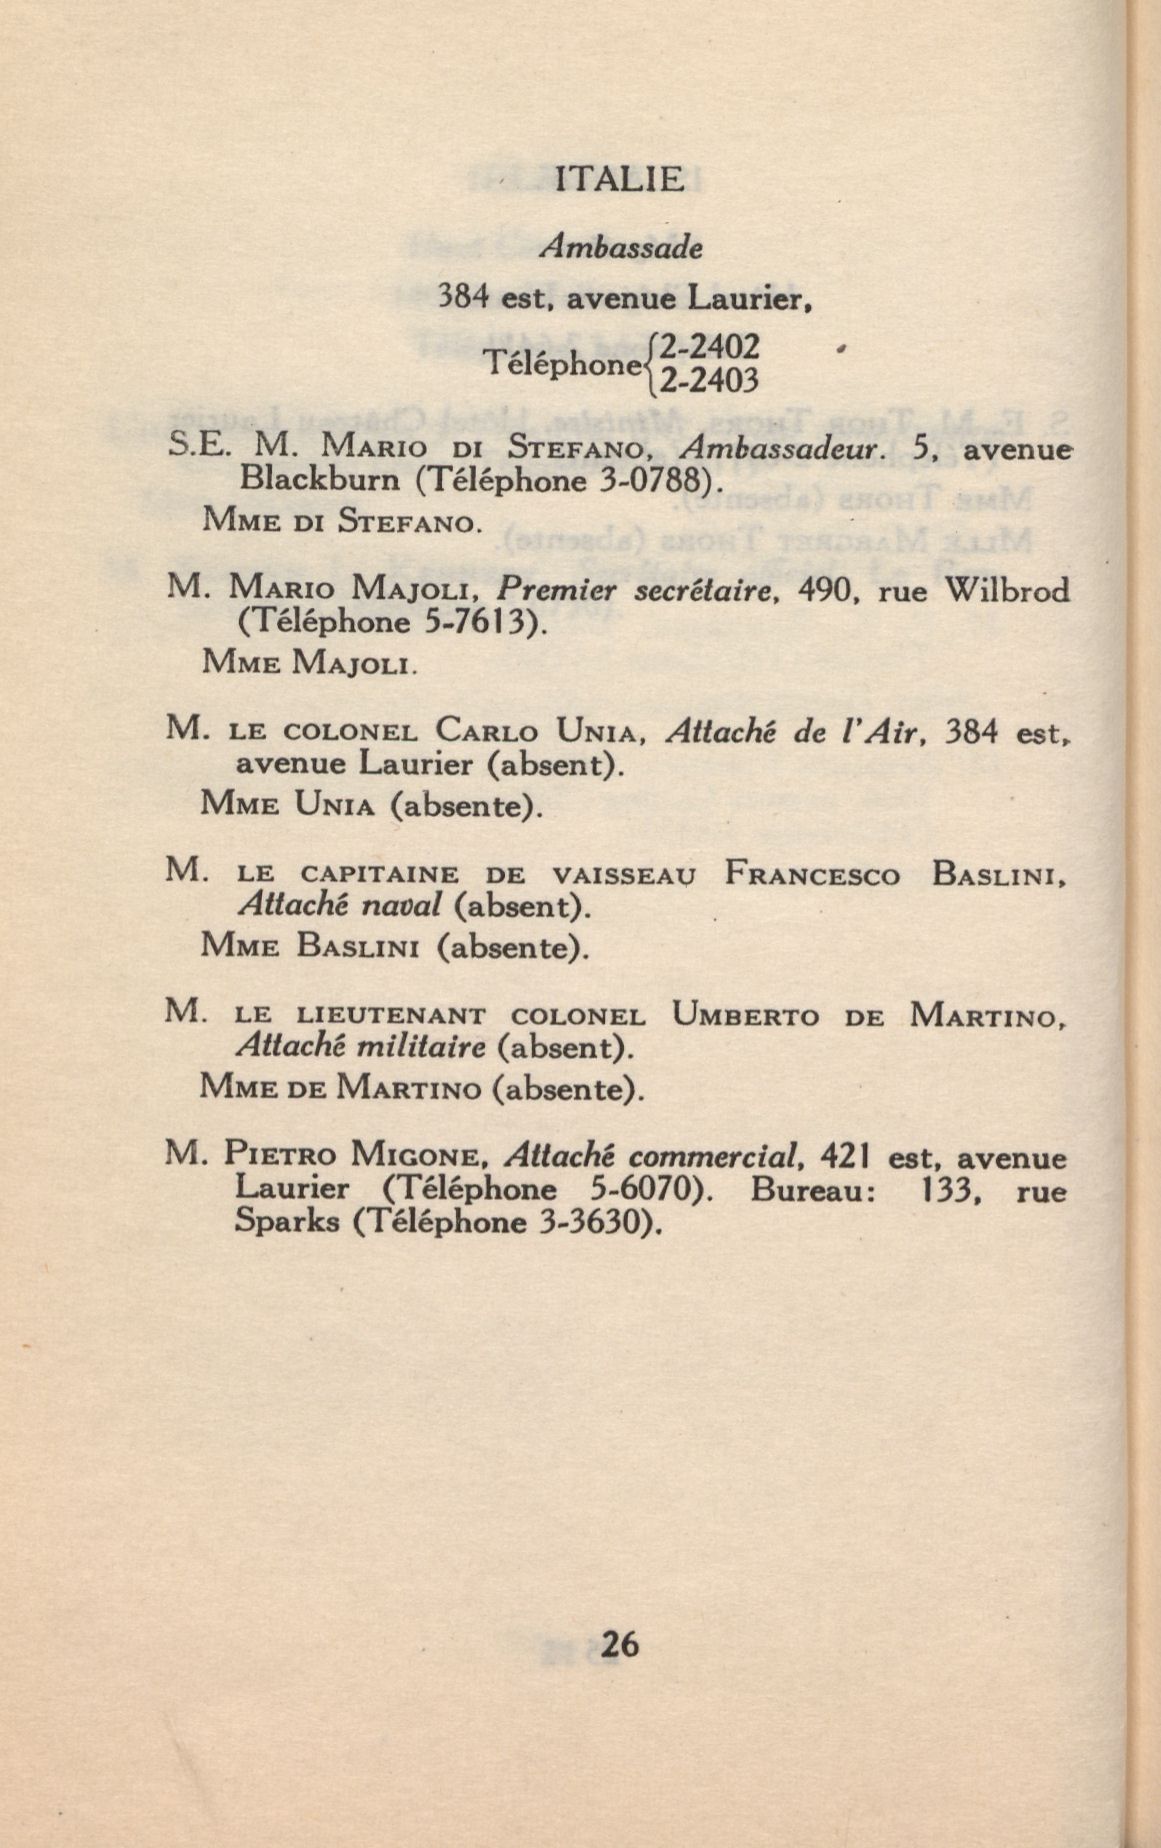 ITALIE
Ambassade
384 est, avenue Laurier,
Téléphone { 2-2402
2-2403
S.E. M. MARIO DI STEFANO, Ambassadeur. 5, avenue
Blackburn (Téléphone 3-0788).
MME DI STEFANO.
M. MARIO MAJOLI, Premier secrétaire, 490, rue Wilbrod
(Téléphone 5-7613).
MME MAJOLI.
M. LE COLONEL CARLO UNIA, Attaché de l'Air, 384 est,
avenue Laurier (absent).
MME UNIA (absente).
M. LE CAPITAINE DE VAISSEAU FRANCESCO BASLINI,
Attaché naval (absent).
MME BASLINI (absente).
M. LE LIEUTENANT COLONEL UMBERTO DE MARTINO,
Attaché militaire (absent).
MME DE MARTINO (absente).
M. PIETRO MIGONE, Attaché commercial, 421 est, avenue
Laurier (Téléphone 5-6070). Bureau: 133, rue
Sparks (Téléphone 3-3630).
26